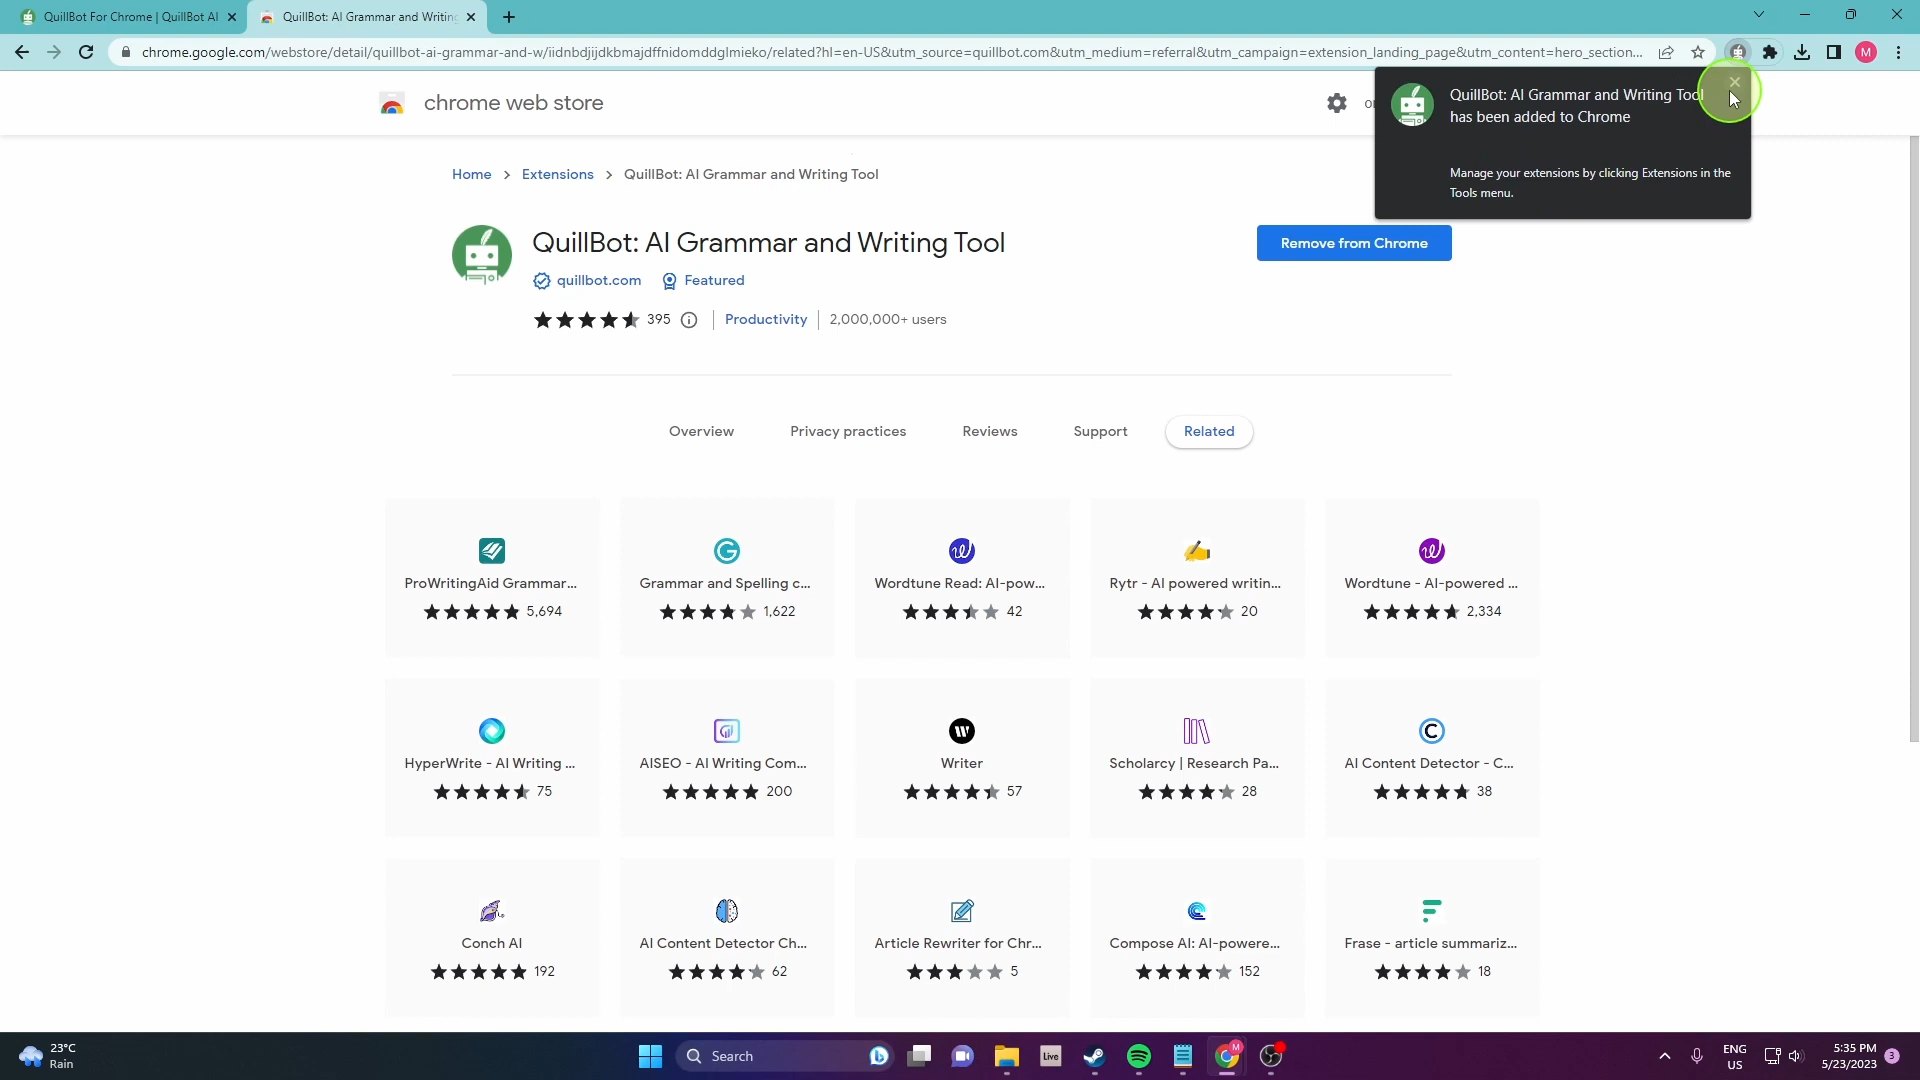 QuillBot For Chrome | QuillBot AI
QuillBot: AI Grammar and Writing
chrome.google.com/webstore/detail/quillbot-ai-grammar-and-w/iidnbdjijdkbmajdffnidomddglmieko/related?hl=en-US&utm_source=quillbot.com&utm_medium=referral&utm_campaign=extension_landing_page&utm_content=hero_section...
M
chrome web store
QuillBot: AI Grammar and Writing Tool
has been added to Chrome
Manage your extensions by clicking Extensions in the
Tools menu.
Home > Extensions > QuillBot: AI Grammar and Writing Tool
QuillBot: AI Grammar and Writing Tool
Remove from Chrome
quillbot.com Featured
395 Productivity 2,000,000+ users
Overview Privacy practices Reviews Support Related
ProWritingAid Grammar... Grammar and Spelling c... Wordtune Read: AI-pow... Rytr - AI powered writin... Wordtune - AI-powered ...
5,694 1,622 42 20 2,334
HyperWrite - AI Writing ... AISEO - AI Writing Com... Writer Scholarcy | Research Pa... AI Content Detector - C...
75 200 57 28 38
Conch AI AI Content Detector Ch... Article Rewriter for Chr... Compose AI: AI-powere... Frase - article summariz...
192 62 5 152 18
23°C
Rain
Search
Live
M
ENG
US
5:35 PM
5/23/2023
3